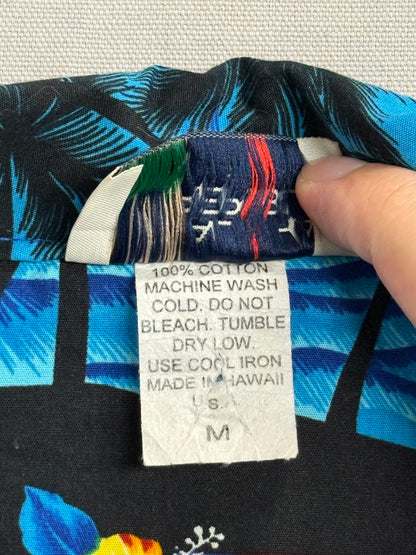 100% COTTON
MACHINE WASH
COLD. DO NOT
BLEACH. TUMBLE
DRY LOW.
USE COOL IRON
MADE IN HAWAII
U.S.A
M